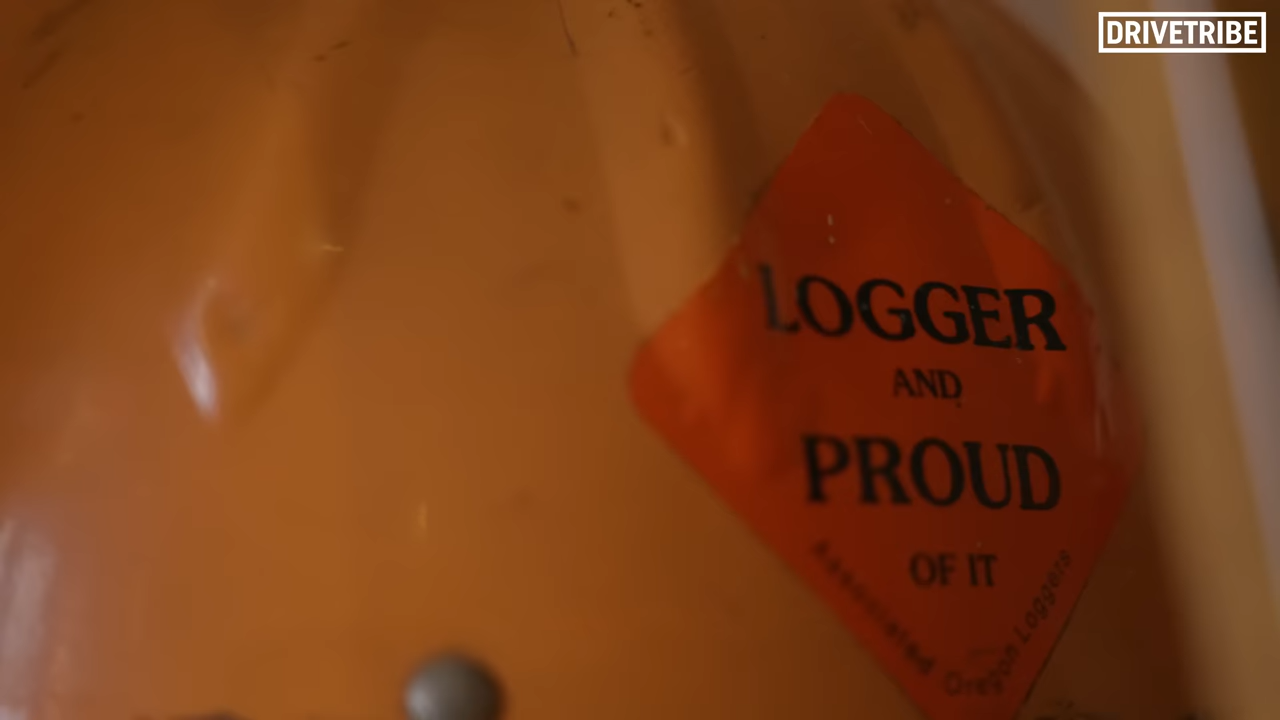 DRIVETRIBE
LOGGER
AND
PROUD
OF IT
Associated Oregon Loggers